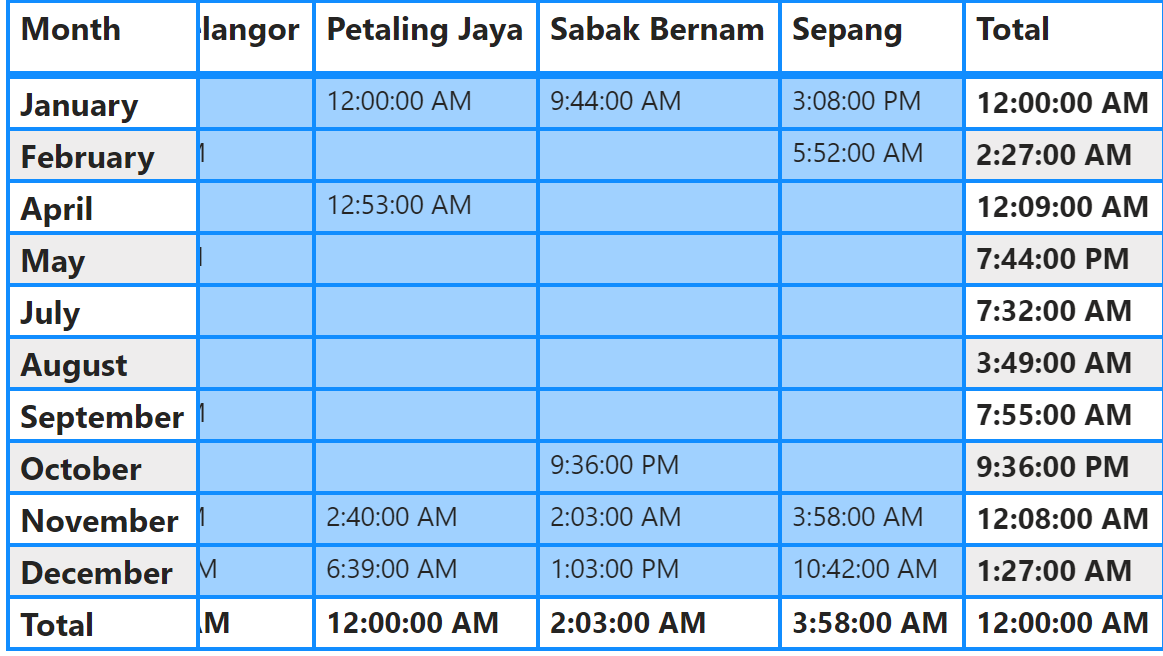 Month langor Petaling Jaya Sabak Bernam Sepang Total
January 12:00:00 AM 9:44:00 AM 3:08:00 PM 12:00:00 AM
February 5:52:00 AM 2:27:00 AM
April 12:53:00 AM 12:09:00 AM
May 7:44:00 PM
July 7:32:00 AM
August 3:49:00 AM
September 7:55:00 AM
October 9:36:00 PM 9:36:00 PM
November 2:40:00 AM 2:03:00 AM 3:58:00 AM 12:08:00 AM
December M 6:39:00 AM 1:03:00 PM 10:42:00 AM 1:27:00 AM
Total M 12:00:00 AM 2:03:00 AM 3:58:00 AM 12:00:00 AM